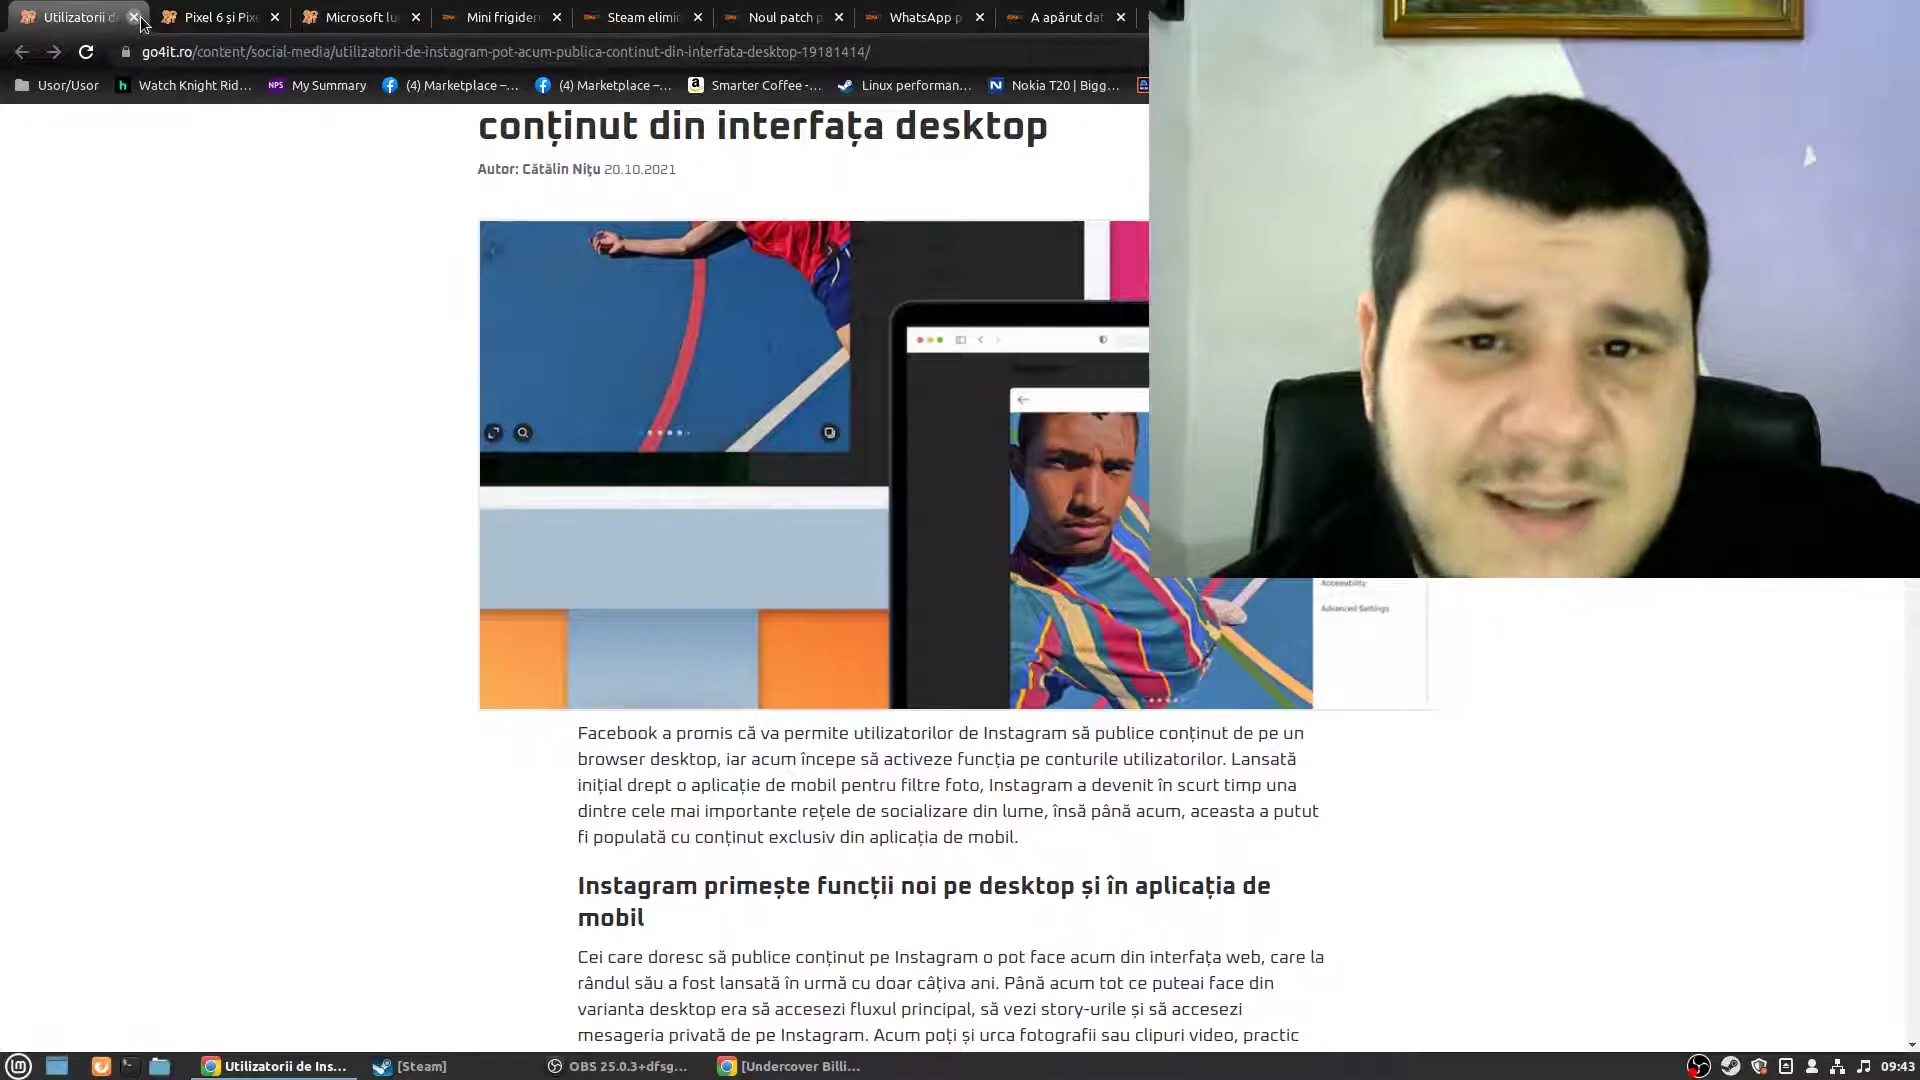 Utilizatorii d
Pixel 6 și Pixe
Microsoft lu
Mini frigider
Steam elimi
Noul patch p
WhatsApp p
A apărut dat
go4it.ro/content/social-media/utilizatorii-de-instagram-pot-acum-publica-continut-din-interfata-desktop-19181414/
Usor/Usor
Watch Knight Rid...
NPS My Summary
(4) Marketplace –...
(4) Marketplace –...
Smarter Coffee -...
Linux performan...
Nokia T20 | Bigg...
conținut din interfața desktop
Autor: Cătălin Nițu 20.10.2021
Accessibility
Advanced Settings
Facebook a promis că va permite utilizatorilor de Instagram să publice conținut de pe un
browser desktop, iar acum începe să activeze funcția pe conturile utilizatorilor. Lansată
inițial drept o aplicație de mobil pentru filtre foto, Instagram a devenit în scurt timp una
dintre cele mai importante rețele de socializare din lume, însă până acum, aceasta a putut
fi populată cu conținut exclusiv din aplicația de mobil.
Instagram primește funcții noi pe desktop și în aplicația de
mobil
Cei care doresc să publice conținut pe Instagram o pot face acum din interfața web, care la
rândul său a fost lansată în urmă cu doar câțiva ani. Până acum tot ce puteai face din
varianta desktop era să accesezi fluxul principal, să vezi story-urile și să accesezi
mesageria privată de pe Instagram. Acum poți și urca fotografii sau clipuri video, practic
Utilizatorii de Ins...
[Steam]
OBS 25.0.3+dfsg...
[Undercover Billi...
09:43